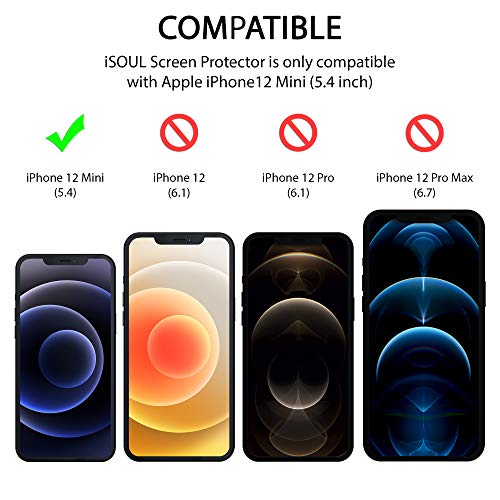 COMPATIBLE
iSOUL Screen Protector is only compatible
with Apple iPhone12 Mini (5.4 inch)
iPhone 12 Mini
(5.4)
iPhone 12
(6.1)
iPhone 12 Pro
(6.1)
iPhone 12 Pro Max
(6.7)